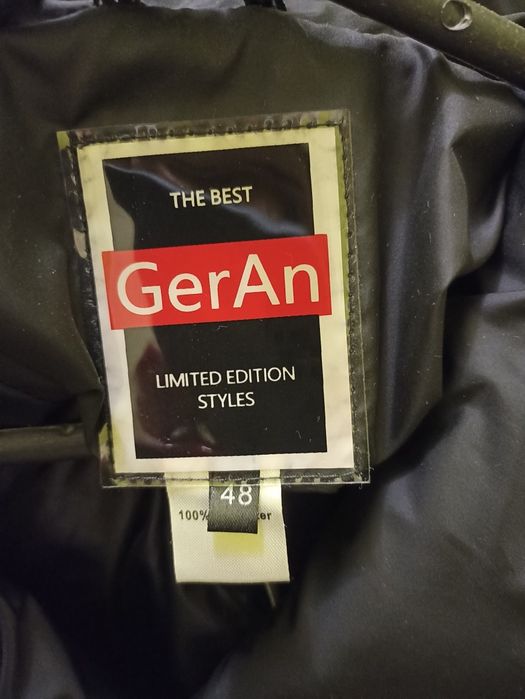 THE BEST
GerAn
LIMITED EDITION
STYLES
48
100%